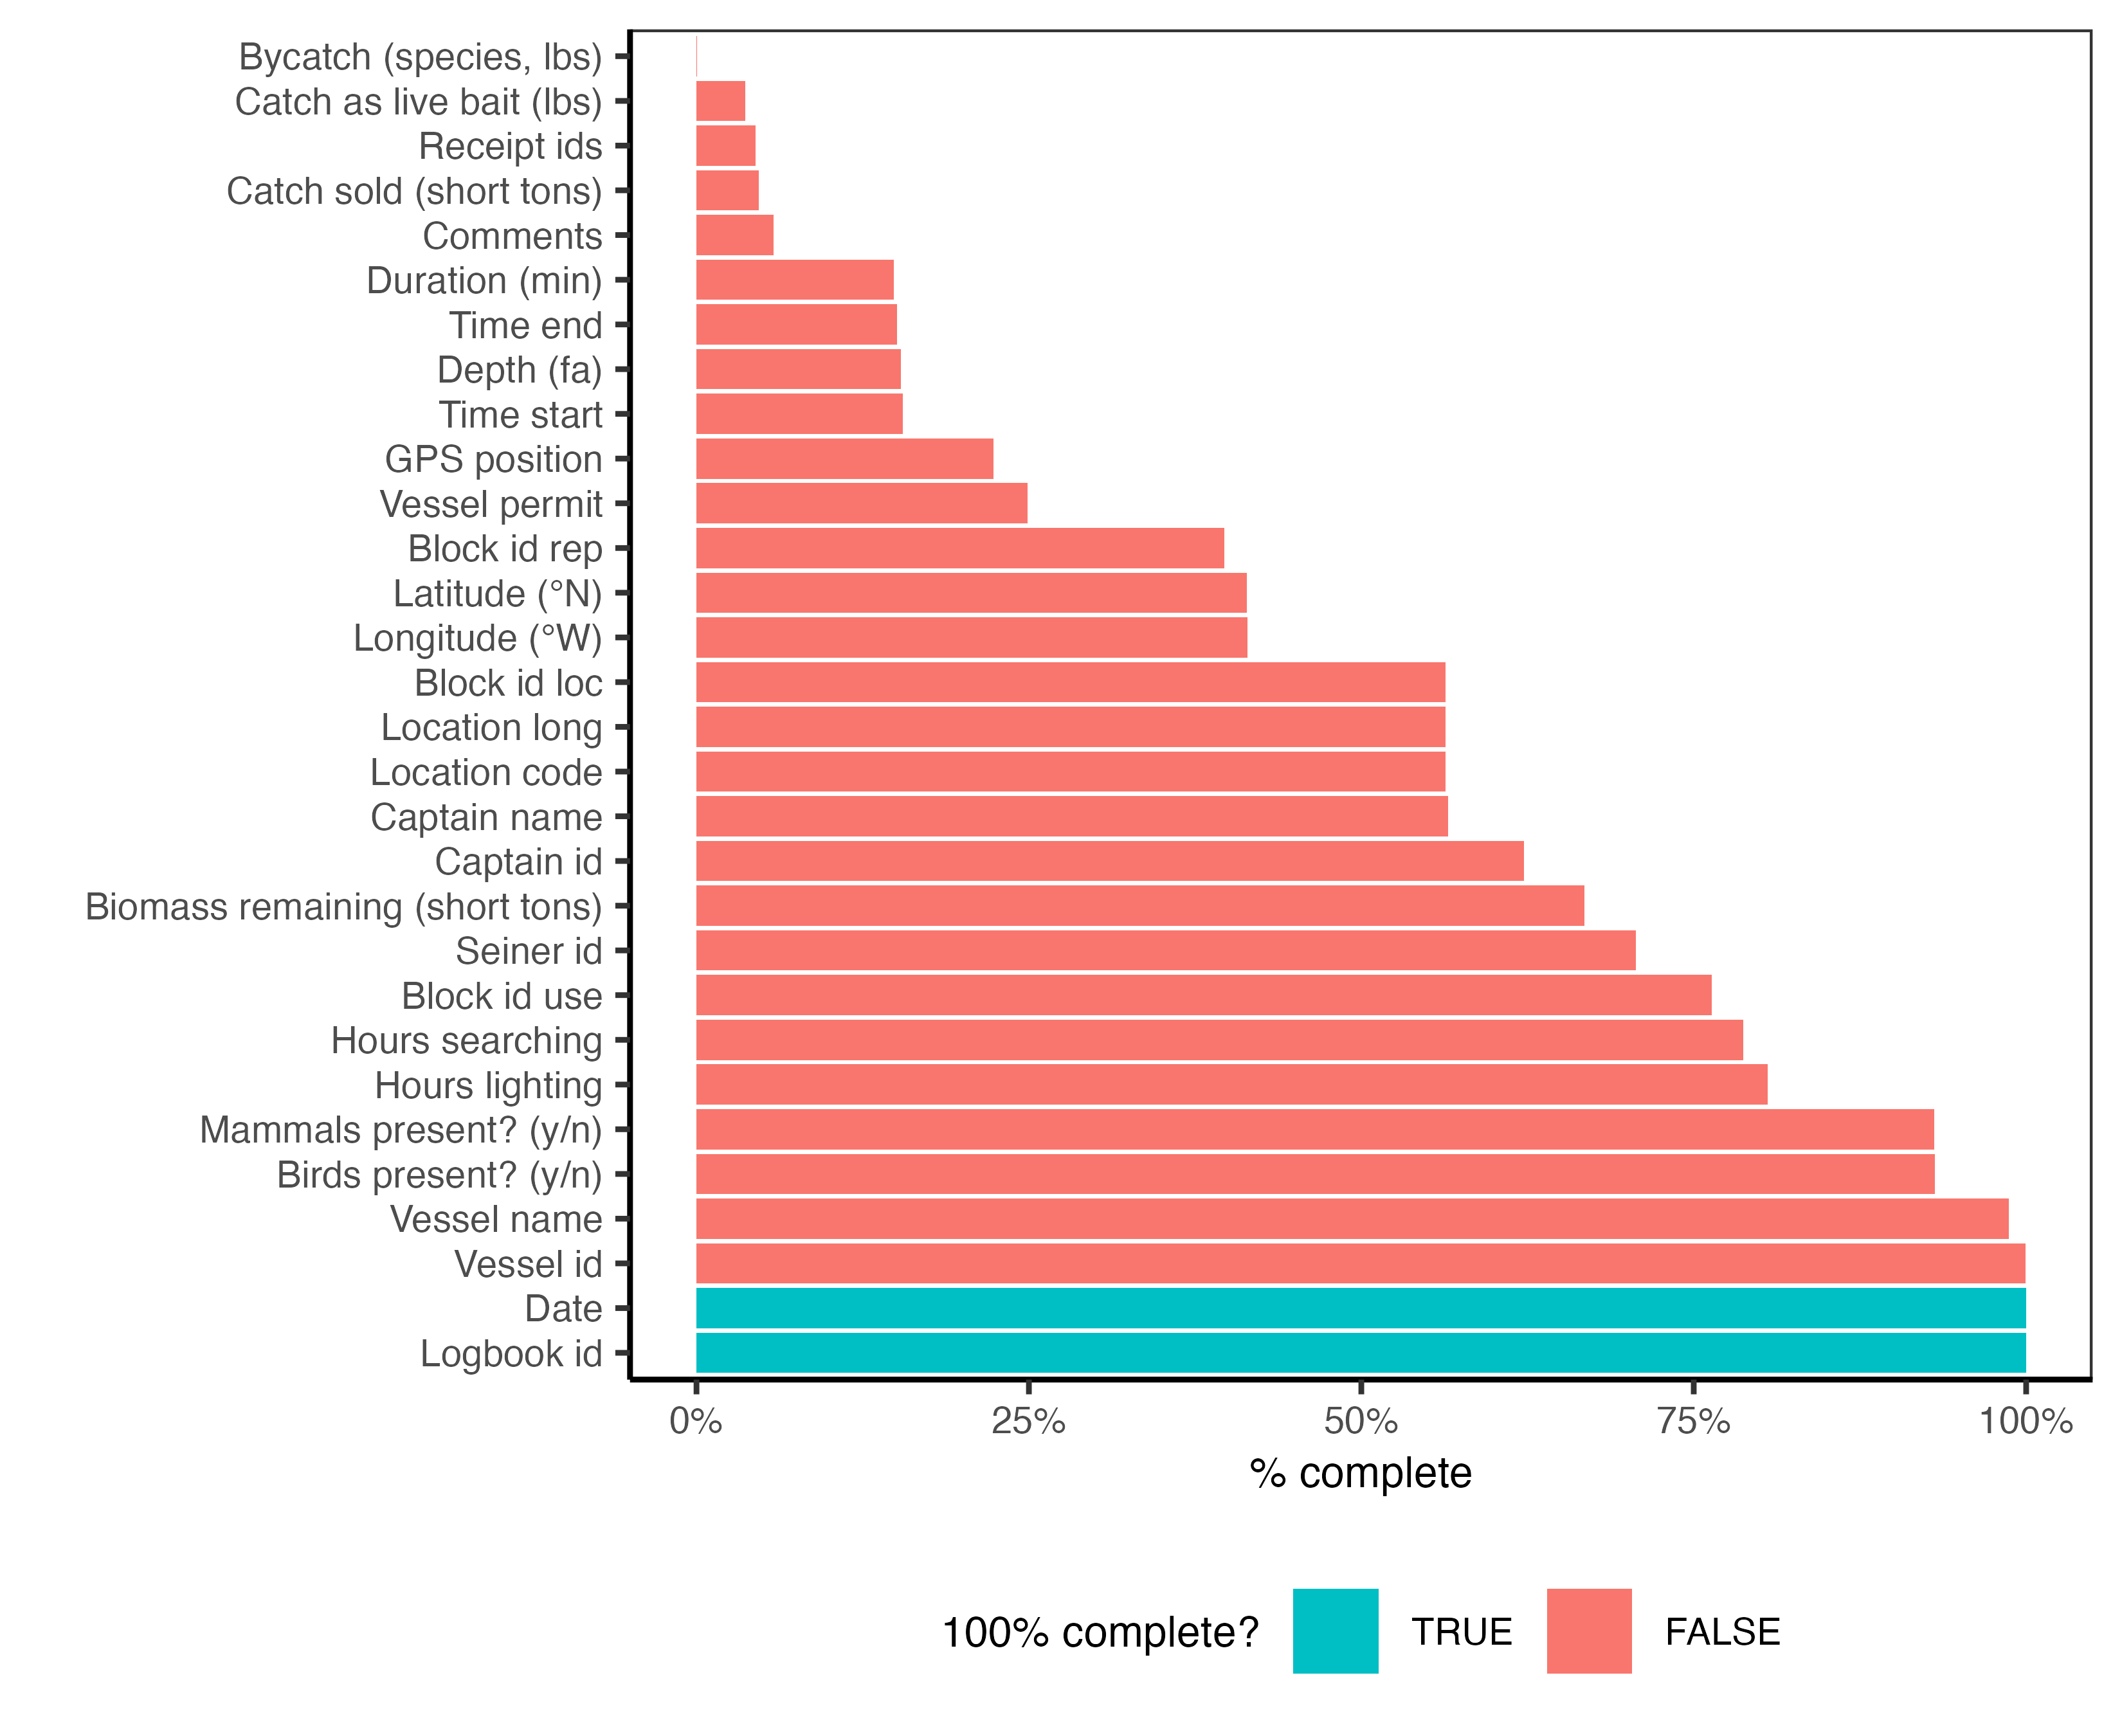 Bycatch (species, lbs)
Catch as live bait (lbs)
Receipt ids
Catch sold (short tons)
Comments
Duration (min)
Time end
Depth (fa)
Time start
GPS position
Vessel permit
Block id rep
Latitude (°N)
Longitude (°W)
Block id loc
Location long
Location code
Captain name
Captain id
Biomass remaining (short tons)
Seiner id
Block id use
Hours searching
Hours lighting
Mammals present? (y/n)
Birds present? (y/n)
Vessel name
Vessel id
Date
Logbook id
0% 25% 50% 75% 100%
% complete
100% complete? TRUE FALSE